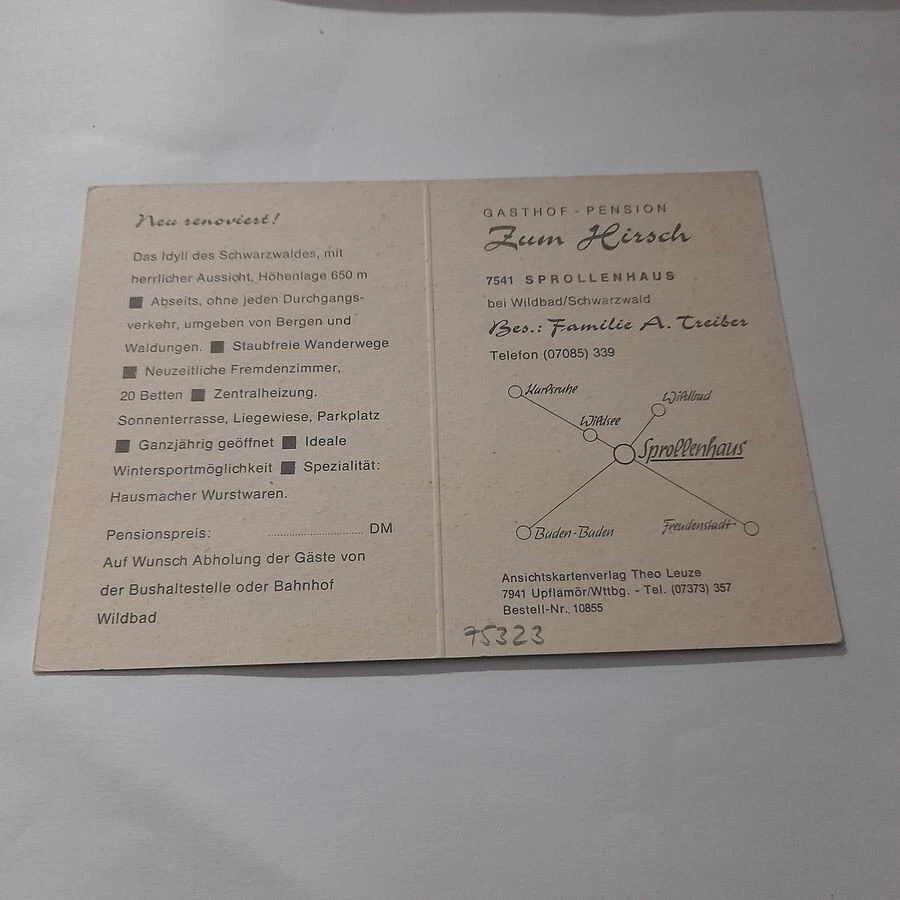 Neu renoviert!
Das Idyll des Schwarzwaldes, mit
herrlicher Aussicht, Höhenlage 650 m
■ Abseits, ohne jeden Durchgangs-
verkehr, umgeben von Bergen und
Waldungen. ■ Staubfreie Wanderwege
■ Neuzeitliche Fremdenzimmer,
20 Betten ■ Zentralheizung.
Sonnenterrasse, Liegewiese, Parkplatz
■ Ganzjährig geöffnet ■ Ideale
Wintersportmöglichkeit ■ Spezialität:
Hausmacher Wurstwaren.
Pensionspreis: ........................ DM
Auf Wunsch Abholung der Gäste von
der Bushaltestelle oder Bahnhof
Wildbad
GASTHOF - PENSION
Zum Hirsch
7541 SPROLLENHAUS
bei Wildbad/Schwarzwald
Bes.: Familie A. Treiber
Telefon (07085) 339
Karlsruhe
Wildbad
Wildsee
Sprollenhaus
Baden-Baden
Freudenstadt
Ansichtskartenverlag Theo Leuze
7941 Upflamör/Wttbg. - Tel. (07373) 357
Bestell-Nr. 10855
75323